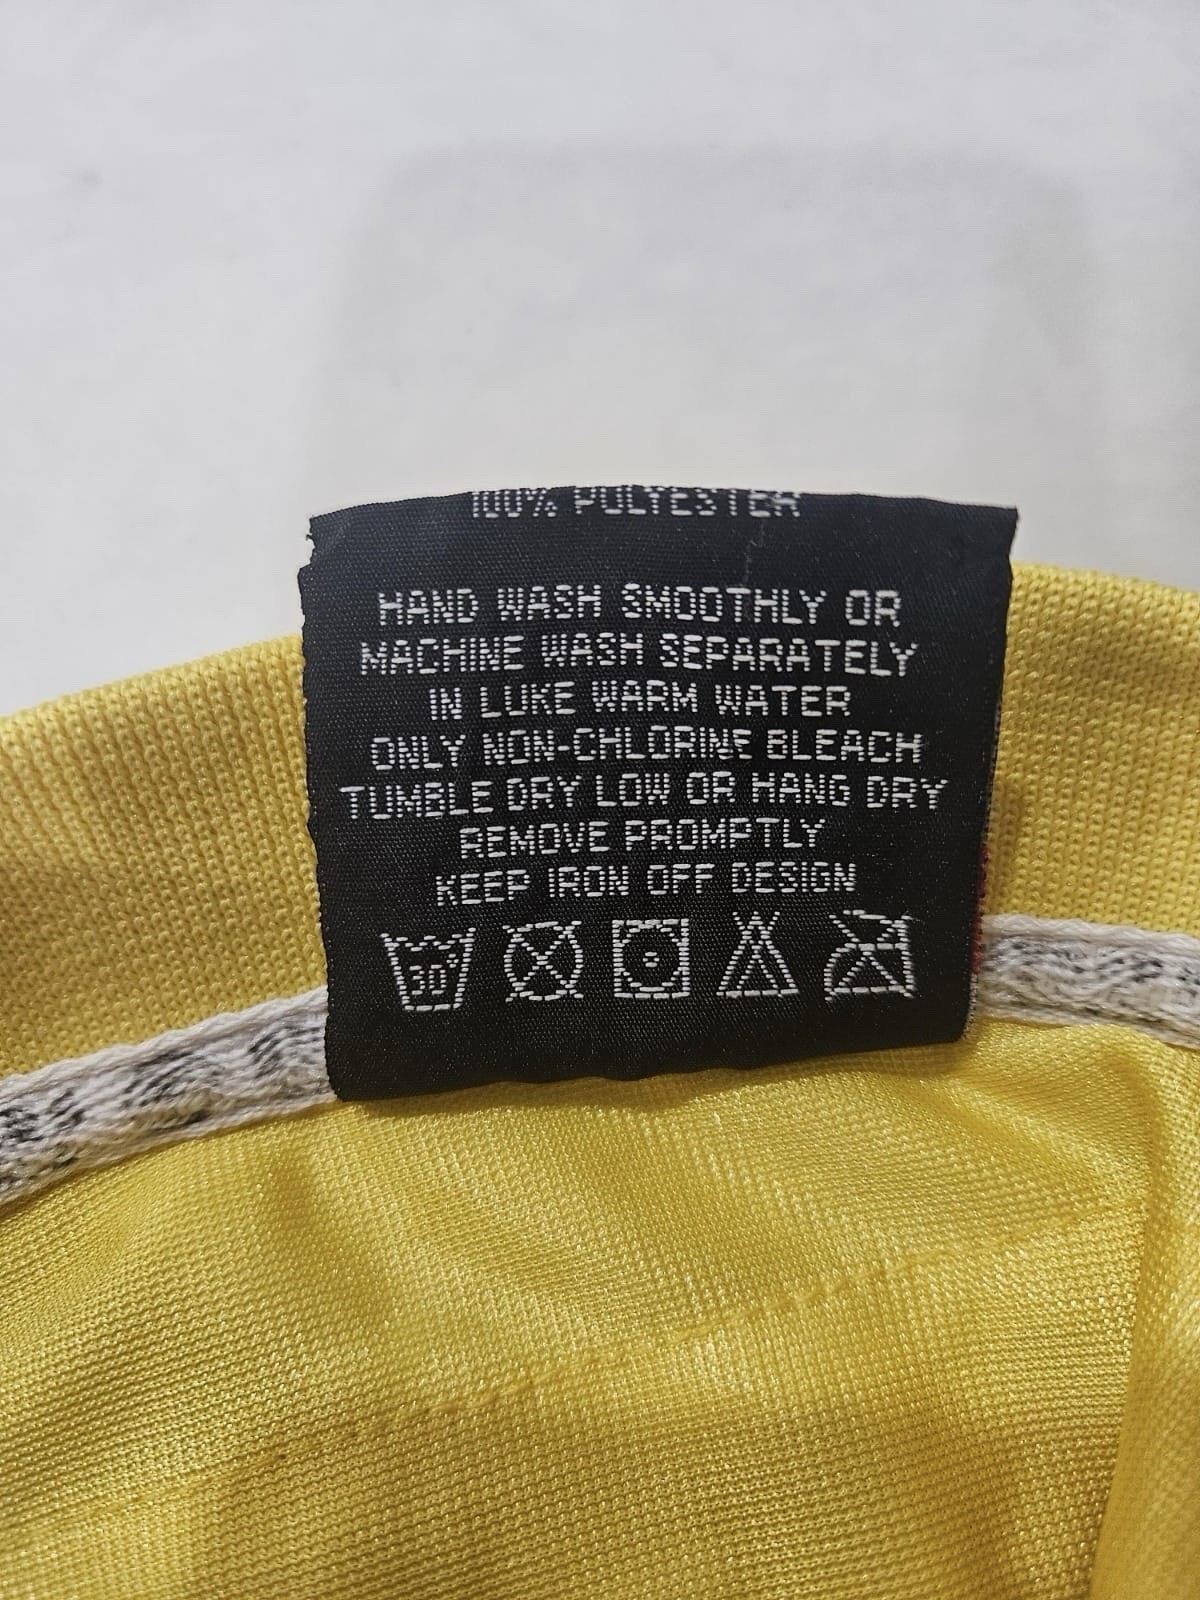 100% POLYESTER
HAND WASH SMOOTHLY OR
MACHINE WASH SEPARATELY
IN LUKE WARM WATER
ONLY NON-CHLORINE BLEACH
TUMBLE DRY LOW OR HANG DRY
REMOVE PROMPTLY
KEEP IRON OFF DESIGN
30°